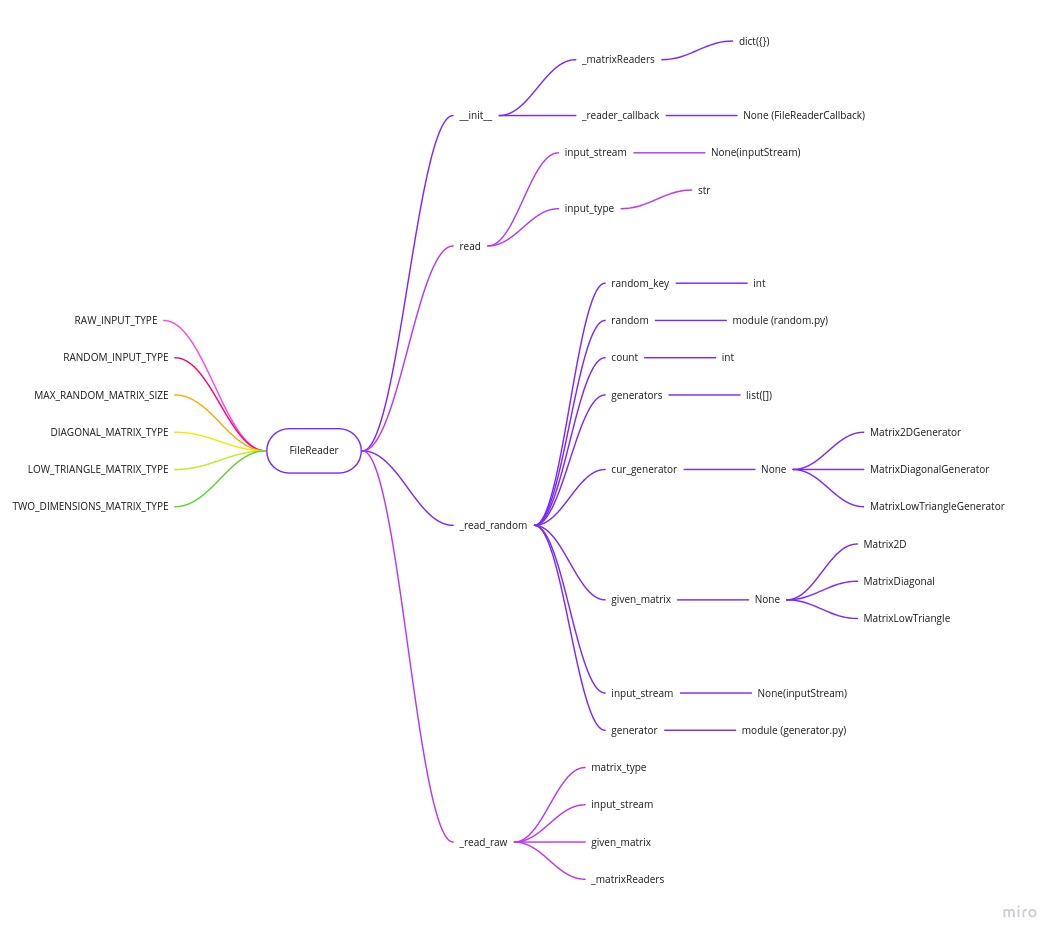 dict({})
_matrixReaders
__init__
_reader_callback
None (FileReaderCallback)
input_stream
None(inputStream)
input_type
str
read
random_key
int
RAW_INPUT_TYPE
random
module (random.py)
RANDOM_INPUT_TYPE
count
int
MAX_RANDOM_MATRIX_SIZE
generators
list([])
DIAGONAL_MATRIX_TYPE
Matrix2DGenerator
FileReader
LOW_TRIANGLE_MATRIX_TYPE
cur_generator
None
MatrixDiagonalGenerator
TWO_DIMENSIONS_MATRIX_TYPE
MatrixLowTriangleGenerator
_read_random
Matrix2D
MatrixDiagonal
given_matrix
None
MatrixLowTriangle
input_stream
None(inputStream)
generator
module (generator.py)
matrix_type
input_stream
_read_raw
given_matrix
_matrixReaders
miro